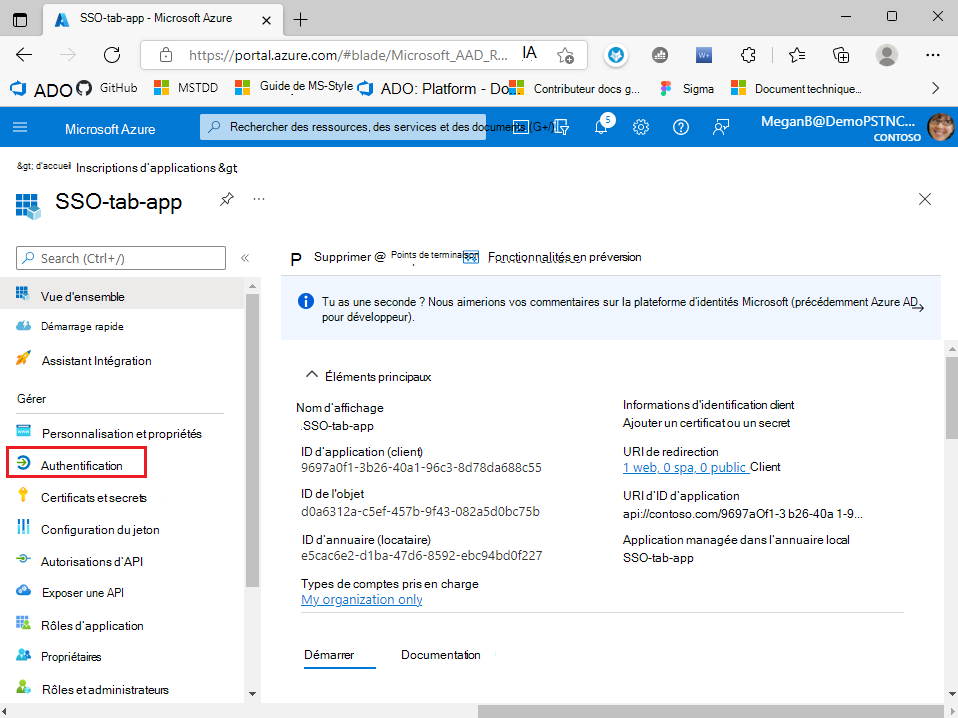 SSO-tab-app - Microsoft Azure
https://portal.azure.com/#blade/Microsoft_AAD_R... IA
ADO GitHub MSTDD Guide de MS-Style ADO: Platform - Do... Contributeur docs g... Sigma Document technique...
Microsoft Azure Rechercher des ressources, des services et des documents (G+/) 5 MeganB@DemoPSTNC...
CONTOSO
&gt; d'accueil Inscriptions d'applications &gt;
SSO-tab-app
Search (Ctrl+/)
Supprimer @ Points de terminaison Fonctionnalités en préversion
Tu as une seconde ? Nous aimerions vos commentaires sur la plateforme d'identités Microsoft (précédemment Azure AD
pour développeur).
Vue d'ensemble
Démarrage rapide
Assistant Intégration
Gérer
Personnalisation et propriétés
Authentification
Certificats et secrets
Configuration du jeton
Autorisations d'API
Exposer une API
Rôles d'application
Propriétaires
Rôles et administrateurs
Éléments principaux
Nom d'affichage
.SSO-tab-app
ID d'application (client)
9697a0f1-3b26-40a1-96c3-8d78da688c55
ID de l'objet
d0a6312a-c5ef-457b-9f43-082a5d0bc75b
ID d'annuaire (locataire)
e5cac6e2-d1ba-47d6-8592-ebc94bd0f227
Types de comptes pris en charge
My organization only
Informations d'identification client
Ajouter un certificat ou un secret
URI de redirection
1 web, 0 spa, 0 public Client
URI d'ID d'application
api://contoso.com/9697aOf1-3 b26-40a 1-9...
Application managée dans l'annuaire local
SSO-tab-app
Démarrer Documentation